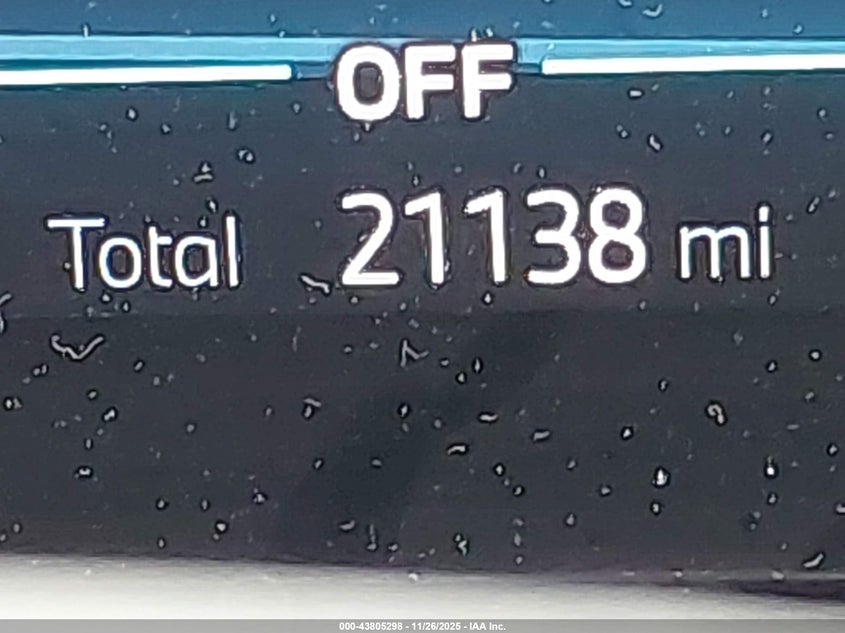 OFF
Total 21138 mi
000-43805298 - 11/26/2025 - IAA Inc.